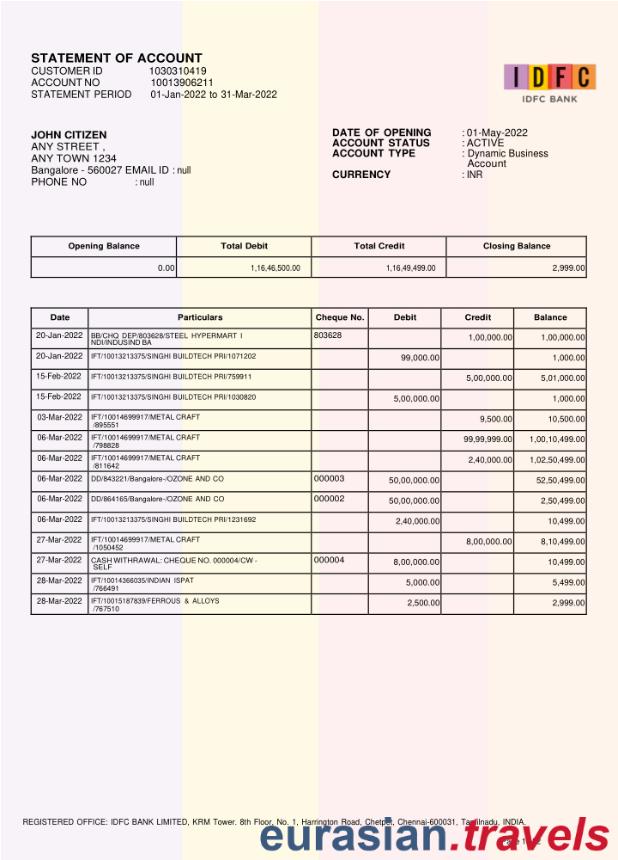 STATEMENT OF ACCOUNT
CUSTOMER ID 1030310419
ACCOUNT NO 10013906211
STATEMENT PERIOD 01-Jan-2022 to 31-Mar-2022
IDFC
IDFC BANK
JOHN CITIZEN
ANY STREET ,
ANY TOWN 1234
Bangalore - 560027 EMAIL ID : null
PHONE NO : null
DATE OF OPENING : 01-May-2022
ACCOUNT STATUS : ACTIVE
ACCOUNT TYPE : Dynamic Business
Account
CURRENCY : INR
Opening Balance Total Debit Total Credit Closing Balance
0.00 1,16,46,500.00 1,16,49,499.00 2,999.00
Date Particulars Cheque No. Debit Credit Balance
20-Jan-2022 BB/CHQ DEP/803628/STEEL HYPERMART I 803628 1,00,000.00 1,00,000.00
NDI/INDUSIND BA
20-Jan-2022 IFT/10013213375/SINGHI BUILDTECH PRI/1071202 99,000.00 1,000.00
15-Feb-2022 IFT/10013213375/SINGHI BUILDTECH PRI/759911 5,00,000.00 5,01,000.00
15-Feb-2022 IFT/10013213375/SINGHI BUILDTECH PRI/1030820 5,00,000.00 1,000.00
03-Mar-2022 IFT/10014699917/METAL CRAFT 9,500.00 10,500.00
/895551
06-Mar-2022 IFT/10014699917/METAL CRAFT 99,99,999.00 1,00,10,499.00
/798828
06-Mar-2022 IFT/10014699917/METAL CRAFT 2,40,000.00 1,02,50,499.00
/811642
06-Mar-2022 DD/843221/Bangalore-/OZONE AND CO 000003 50,00,000.00 52,50,499.00
06-Mar-2022 DD/864165/Bangalore-/OZONE AND CO 000002 50,00,000.00 2,50,499.00
06-Mar-2022 IFT/10013213375/SINGHI BUILDTECH PRI/1231692 2,40,000.00 10,499.00
27-Mar-2022 IFT/10014699917/METAL CRAFT 8,00,000.00 8,10,499.00
/1050452
27-Mar-2022 CASH WITHDRAWAL: CHEQUE NO. 000004/CW - 000004 8,00,000.00 10,499.00
SELF
28-Mar-2022 IFT/10014366035/INDIAN ISPAT 5,000.00 5,499.00
/766491
28-Mar-2022 IFT/10015187839/FERROUS & ALLOYS 2,500.00 2,999.00
/767510
REGISTERED OFFICE: IDFC BANK LIMITED, KRM Tower. 8th Floor, No. 1, Harrington Road, Chetpet, Chennai-600031, Tamilnadu, INDIA.
eurasian.travels